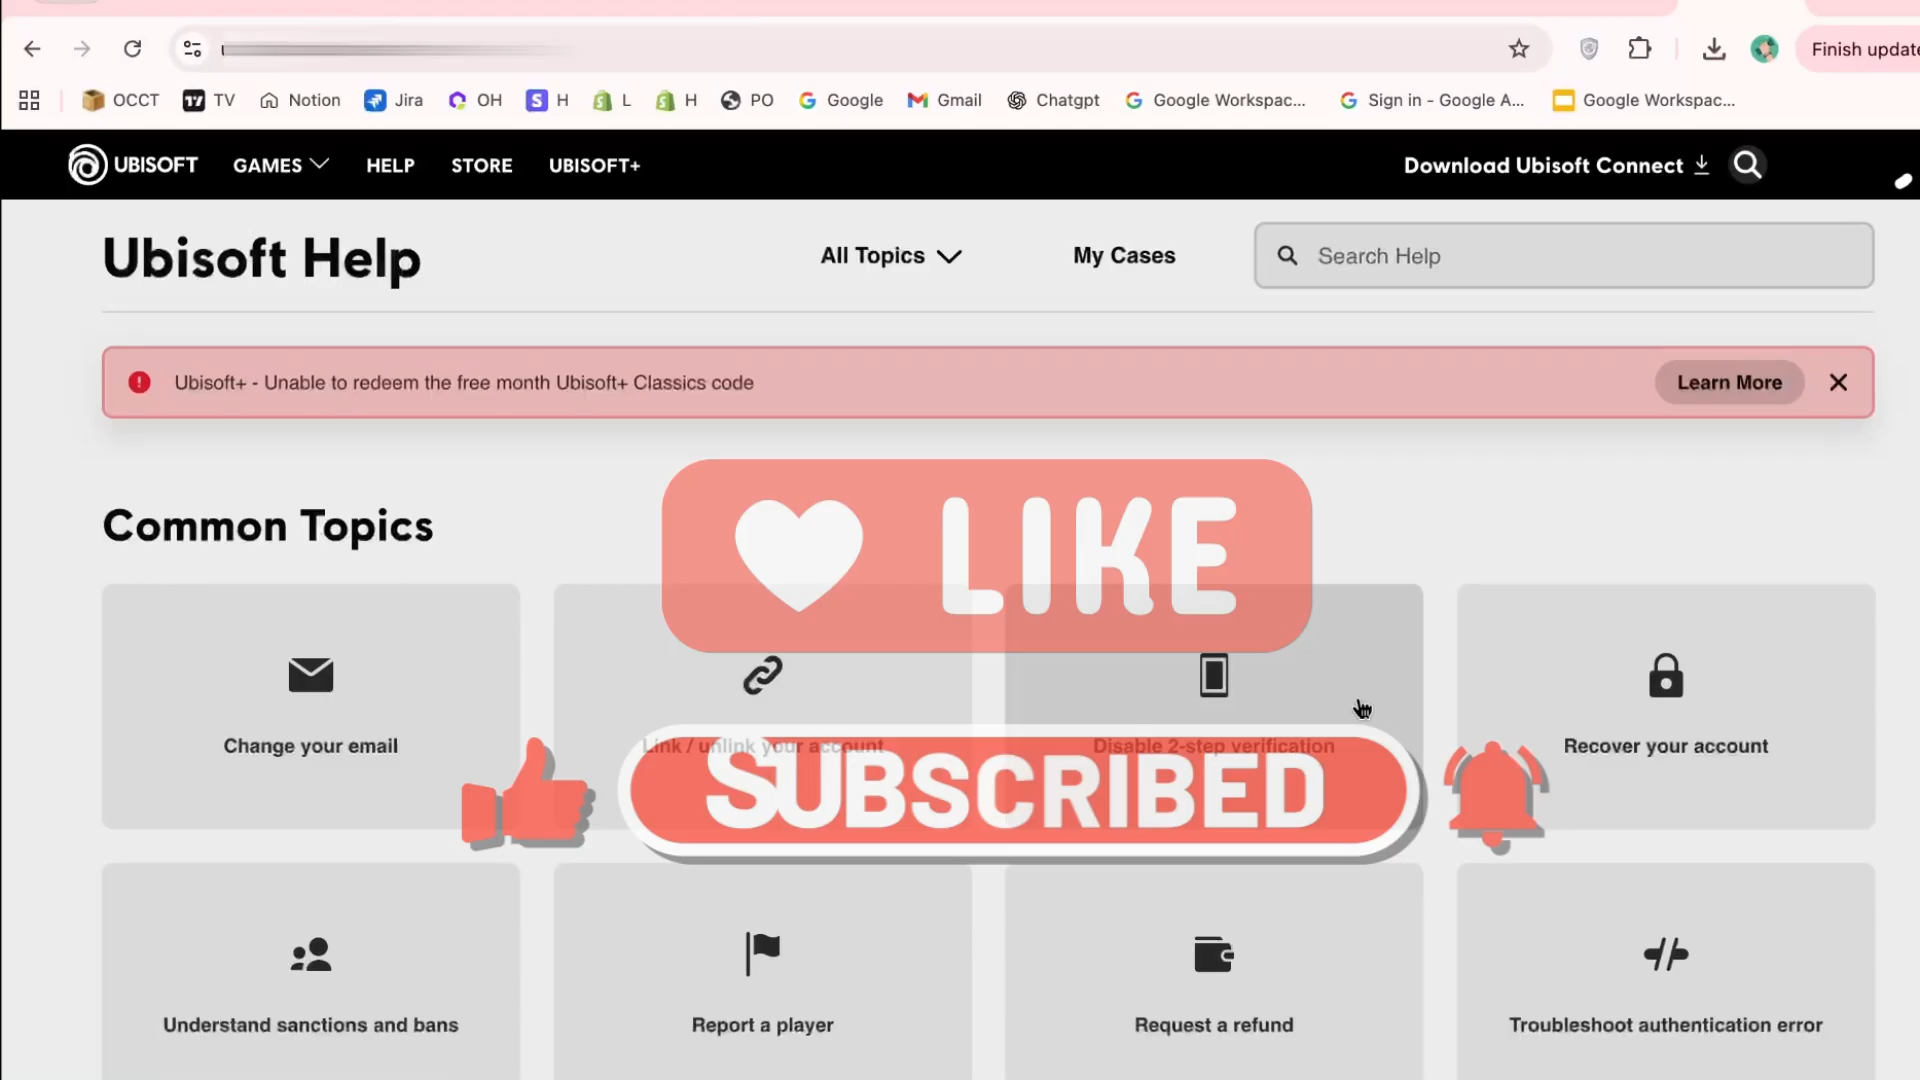 Finish update
OCCT TV Notion Jira OH H L H PO Google Gmail Chatgpt Google Workspac... Sign in - Google A... Google Workspac...
UBISOFT GAMES HELP STORE UBISOFT+ Download Ubisoft Connect
Ubisoft Help All Topics My Cases Search Help
Ubisoft+ - Unable to redeem the free month Ubisoft+ Classics code Learn More
LIKE
Common Topics
Change your email Link / unlink your account Disable 2-step verification Recover your account
SUBSCRIBED
Understand sanctions and bans Report a player Request a refund Troubleshoot authentication error